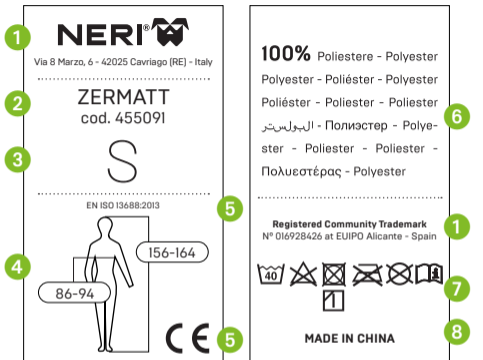 1
NERI®
Via 8 Marzo, 6 - 42025 Cavriago (RE) - Italy
2
ZERMATT
cod. 455091
3
S
EN ISO 13688:2013
5
4
156-164
86-94
CE
5
100% Poliestere - Polyester
Polyester - Poliéster - Polyester
Poliéster - Poliester - Poliester
البوليستر - Полиэстер - Polye-
ster - Poliester - Poliester -
Πολυεστέρας - Polyester
6
Registered Community Trademark
N° 016928426 at EUIPO Alicante - Spain
1
40
1
7
MADE IN CHINA
8